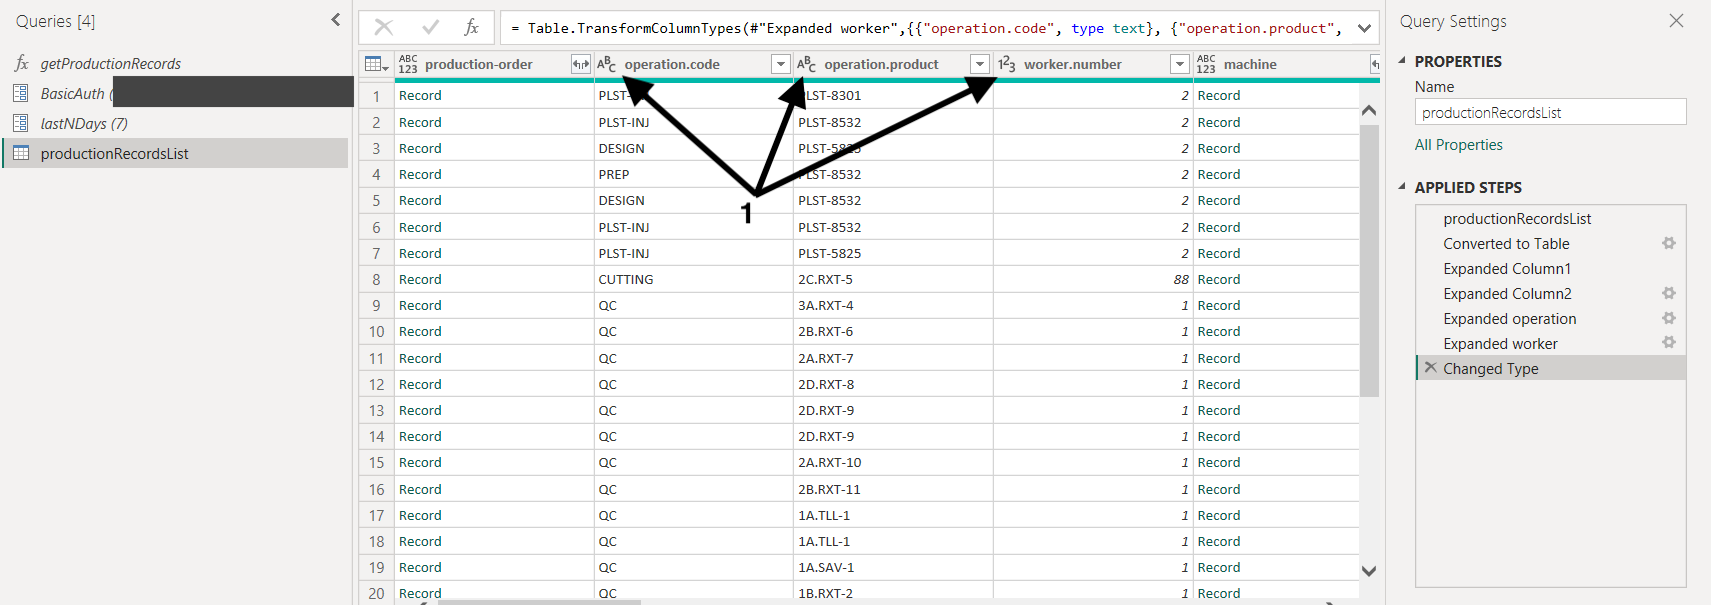 Queries [4]
fx getProductionRecords
BasicAuth (
lastNDays (7)
productionRecordsList
fx = Table.TransformColumnTypes(#"Expanded worker",{{"operation.code", type text}, {"operation.product",
ABC 123 production-order ABC operation.code ABC operation.product 123 worker.number ABC 123 machine
1 Record PLST- PLST-8301 2 Record
2 Record PLST-INJ PLST-8532 2 Record
3 Record DESIGN PLST-5825 2 Record
4 Record PREP PLST-8532 2 Record
5 Record DESIGN PLST-8532 2 Record
6 Record PLST-INJ PLST-8532 2 Record
7 Record PLST-INJ PLST-5825 2 Record
8 Record CUTTING 2C.RXT-5 88 Record
9 Record QC 3A.RXT-4 1 Record
10 Record QC 2B.RXT-6 1 Record
11 Record QC 2A.RXT-7 1 Record
12 Record QC 2D.RXT-8 1 Record
13 Record QC 2D.RXT-9 1 Record
14 Record QC 2D.RXT-9 1 Record
15 Record QC 2A.RXT-10 1 Record
16 Record QC 2B.RXT-11 1 Record
17 Record QC 1A.TLL-1 1 Record
18 Record QC 1A.TLL-1 1 Record
19 Record QC 1A.SAV-1 1 Record
20 Record QC 1B.RXT-2 1 Record
1
Query Settings
PROPERTIES
Name
productionRecordsList
All Properties
APPLIED STEPS
productionRecordsList
Converted to Table
Expanded Column1
Expanded Column2
Expanded operation
Expanded worker
Changed Type